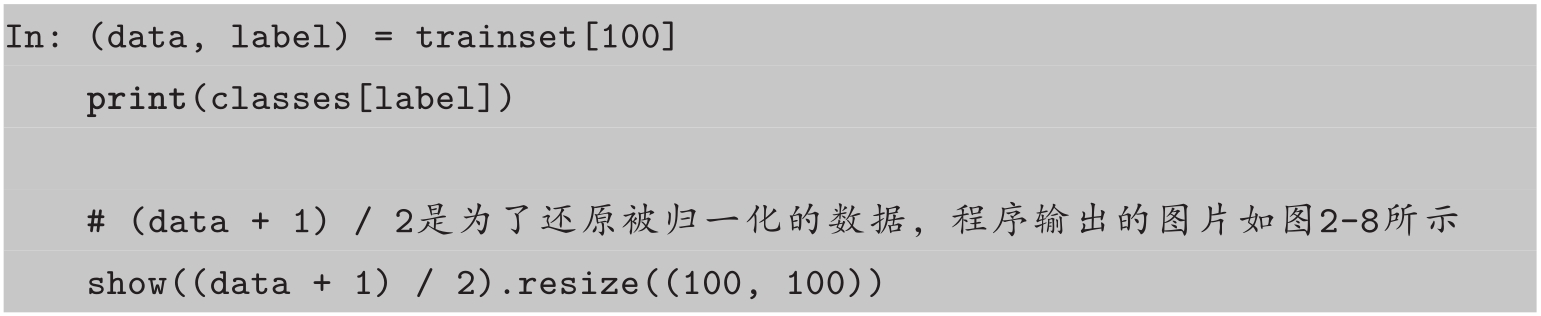 In: (data, label) = trainset[100]
print(classes[label])
# (data + 1) / 2是为了还原被归一化的数据，程序输出的图片如图2-8所示
show((data + 1) / 2).resize((100, 100))